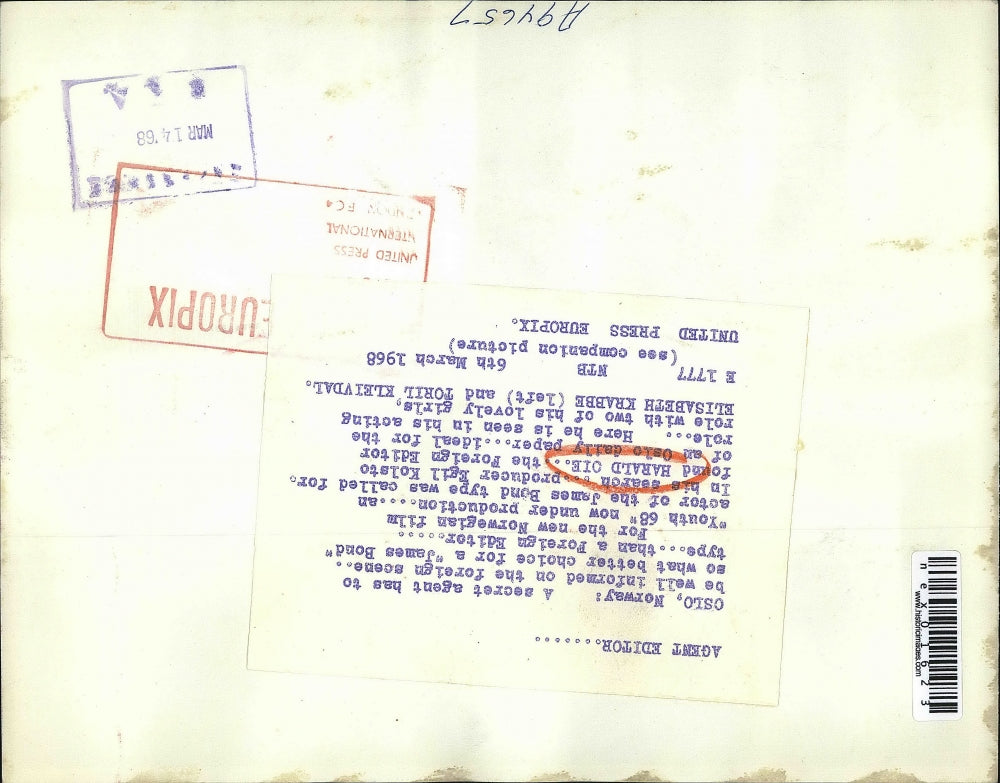 AGENT EDITOR........
OSLO, Norway: A secret agent has to
be well informed on the foreign scene..
so what better choice for a "James Bond"
type....than a Foreign Editor.....
For the new Norwegian film
"Youth 68" now under production.....an
actor of the James Bond type was called for.
In his search ....producer Egil Kolsto
found HARALD OIE...the Foreign Editor
of an Oslo daily paper...ideal for the
role... Here he is seen in his acting
role with two of his lovely girls,
ELISABETH KRABBE (left) and TORIL KLEIVDAL.
E 1777 NTB 6th March 1968
(see companion picture)
UNITED PRESS EUROPIX.
EUROPIX
UNITED PRESS
INTERNATIONAL
LONDON EC4
MAR 14 '68
A94657
nex01623
www.historicimages.com